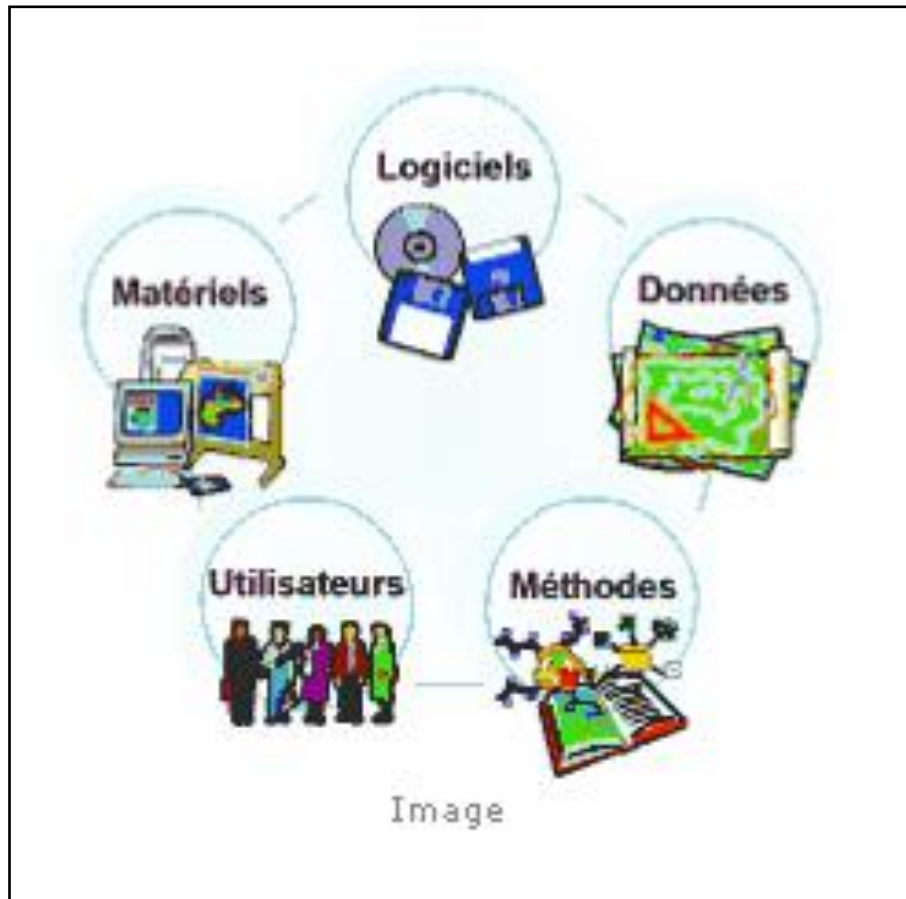 Logiciels
Matériels
Données
Utilisateurs
Méthodes
Image